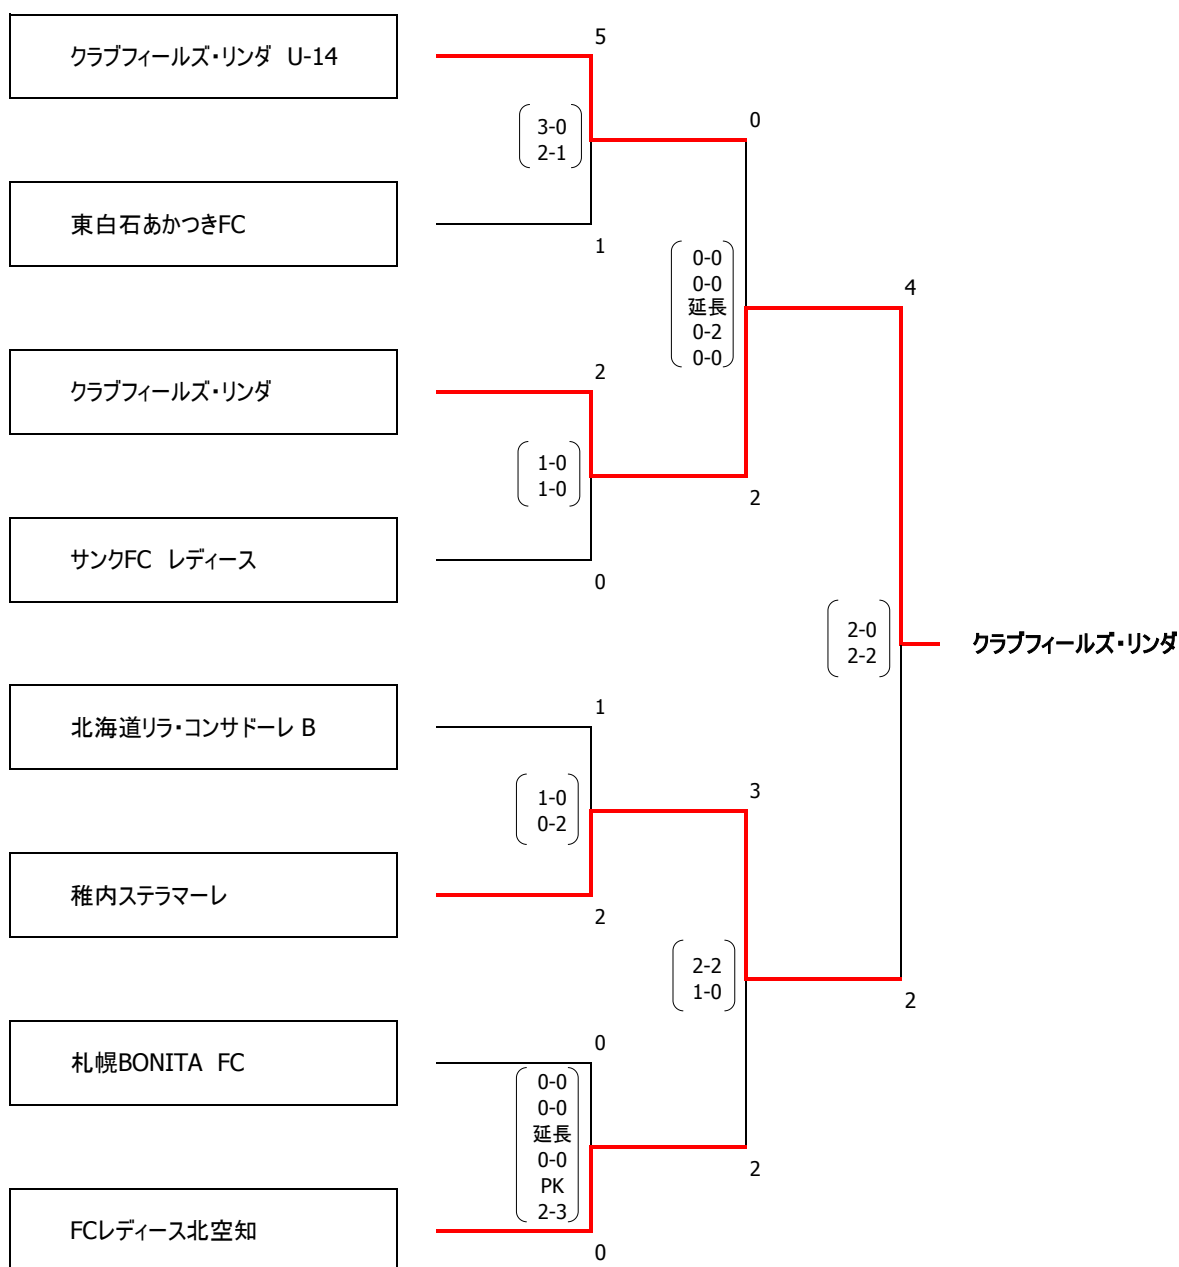 クラブフィールズ・リンダ U-14
5
3-0
2-1
0
東白石あかつきFC
1
0-0
0-0
延長
0-2
0-0
4
クラブフィールズ・リンダ
2
1-0
1-0
2
サンクFC レディース
0
2-0
2-2
クラブフィールズ・リンダ
北海道リラ・コンサドーレ B
1
1-0
0-2
3
稚内ステラマーレ
2
2-2
1-0
2
札幌BONITA FC
0
0-0
0-0
延長
0-0
PK
2-3
2
FCレディース北空知
0